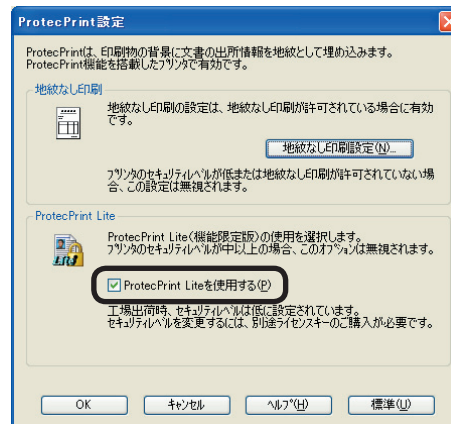 ProtecPrint設定
ProtecPrintは、印刷物の背景に文書の出所情報を地紋として埋め込みます。
ProtecPrint機能を搭載したプリンタで有効です。
地紋なし印刷
地紋なし印刷の設定は、地紋なし印刷が許可されている場合に有効
です。
地紋なし印刷設定(N)...
プリンタのセキュリティレベルが低または地紋なし印刷が許可されていない場
合、この設定は無視されます。
ProtecPrint Lite
ProtecPrint Lite(機能限定版)の使用を選択します。
プリンタのセキュリティレベルが中以上の場合、このオプションは無視されます。
LITE
ProtecPrint Liteを使用する(P)
工場出荷時、セキュリティレベルは低に設定されています。
セキュリティレベルを変更するには、別途ライセンスキーのご購入が必要です。
OK
キャンセル
ヘルプ(H)
標準(U)